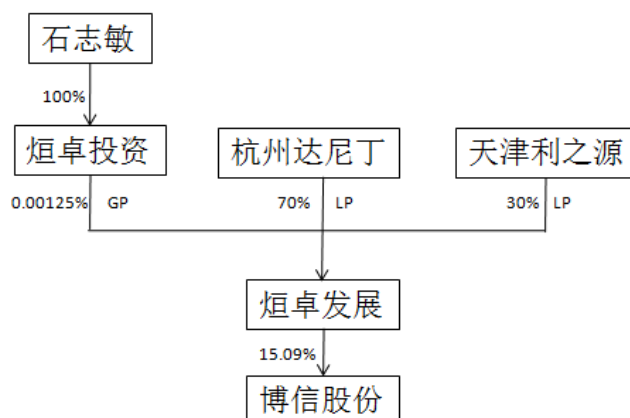 石志敏
100%
烜卓投资
杭州达尼丁
天津利之源
0.00125% GP
70% LP
30% LP
烜卓发展
15.09%
博信股份